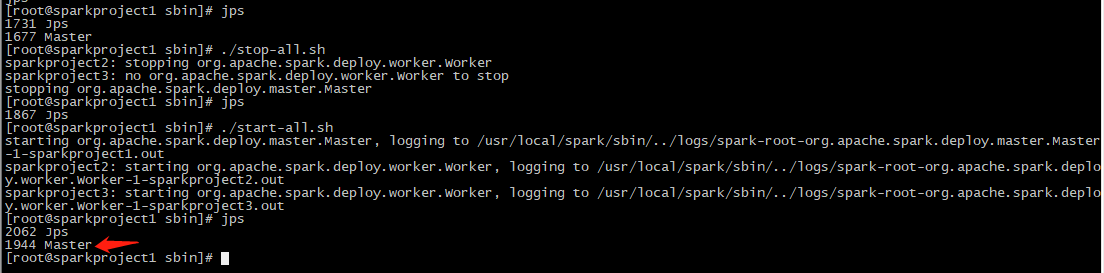 jps
[root@sparkproject1 sbin]# jps
1731 Jps
1677 Master
[root@sparkproject1 sbin]# ./stop-all.sh
sparkproject2: stopping org.apache.spark.deploy.worker.Worker
sparkproject3: no org.apache.spark.deploy.worker.Worker to stop
stopping org.apache.spark.deploy.master.Master
[root@sparkproject1 sbin]# jps
1867 Jps
[root@sparkproject1 sbin]# ./start-all.sh
starting org.apache.spark.deploy.master.Master, logging to /usr/local/spark/sbin/../logs/spark-root-org.apache.spark.deploy.master.Master
-1-sparkproject1.out
sparkproject2: starting org.apache.spark.deploy.worker.Worker, logging to /usr/local/spark/sbin/../logs/spark-root-org.apache.spark.deplo
y.worker.Worker-1-sparkproject2.out
sparkproject3: starting org.apache.spark.deploy.worker.Worker, logging to /usr/local/spark/sbin/../logs/spark-root-org.apache.spark.deplo
y.worker.Worker-1-sparkproject3.out
[root@sparkproject1 sbin]# jps
2062 Jps
1944 Master
[root@sparkproject1 sbin]#